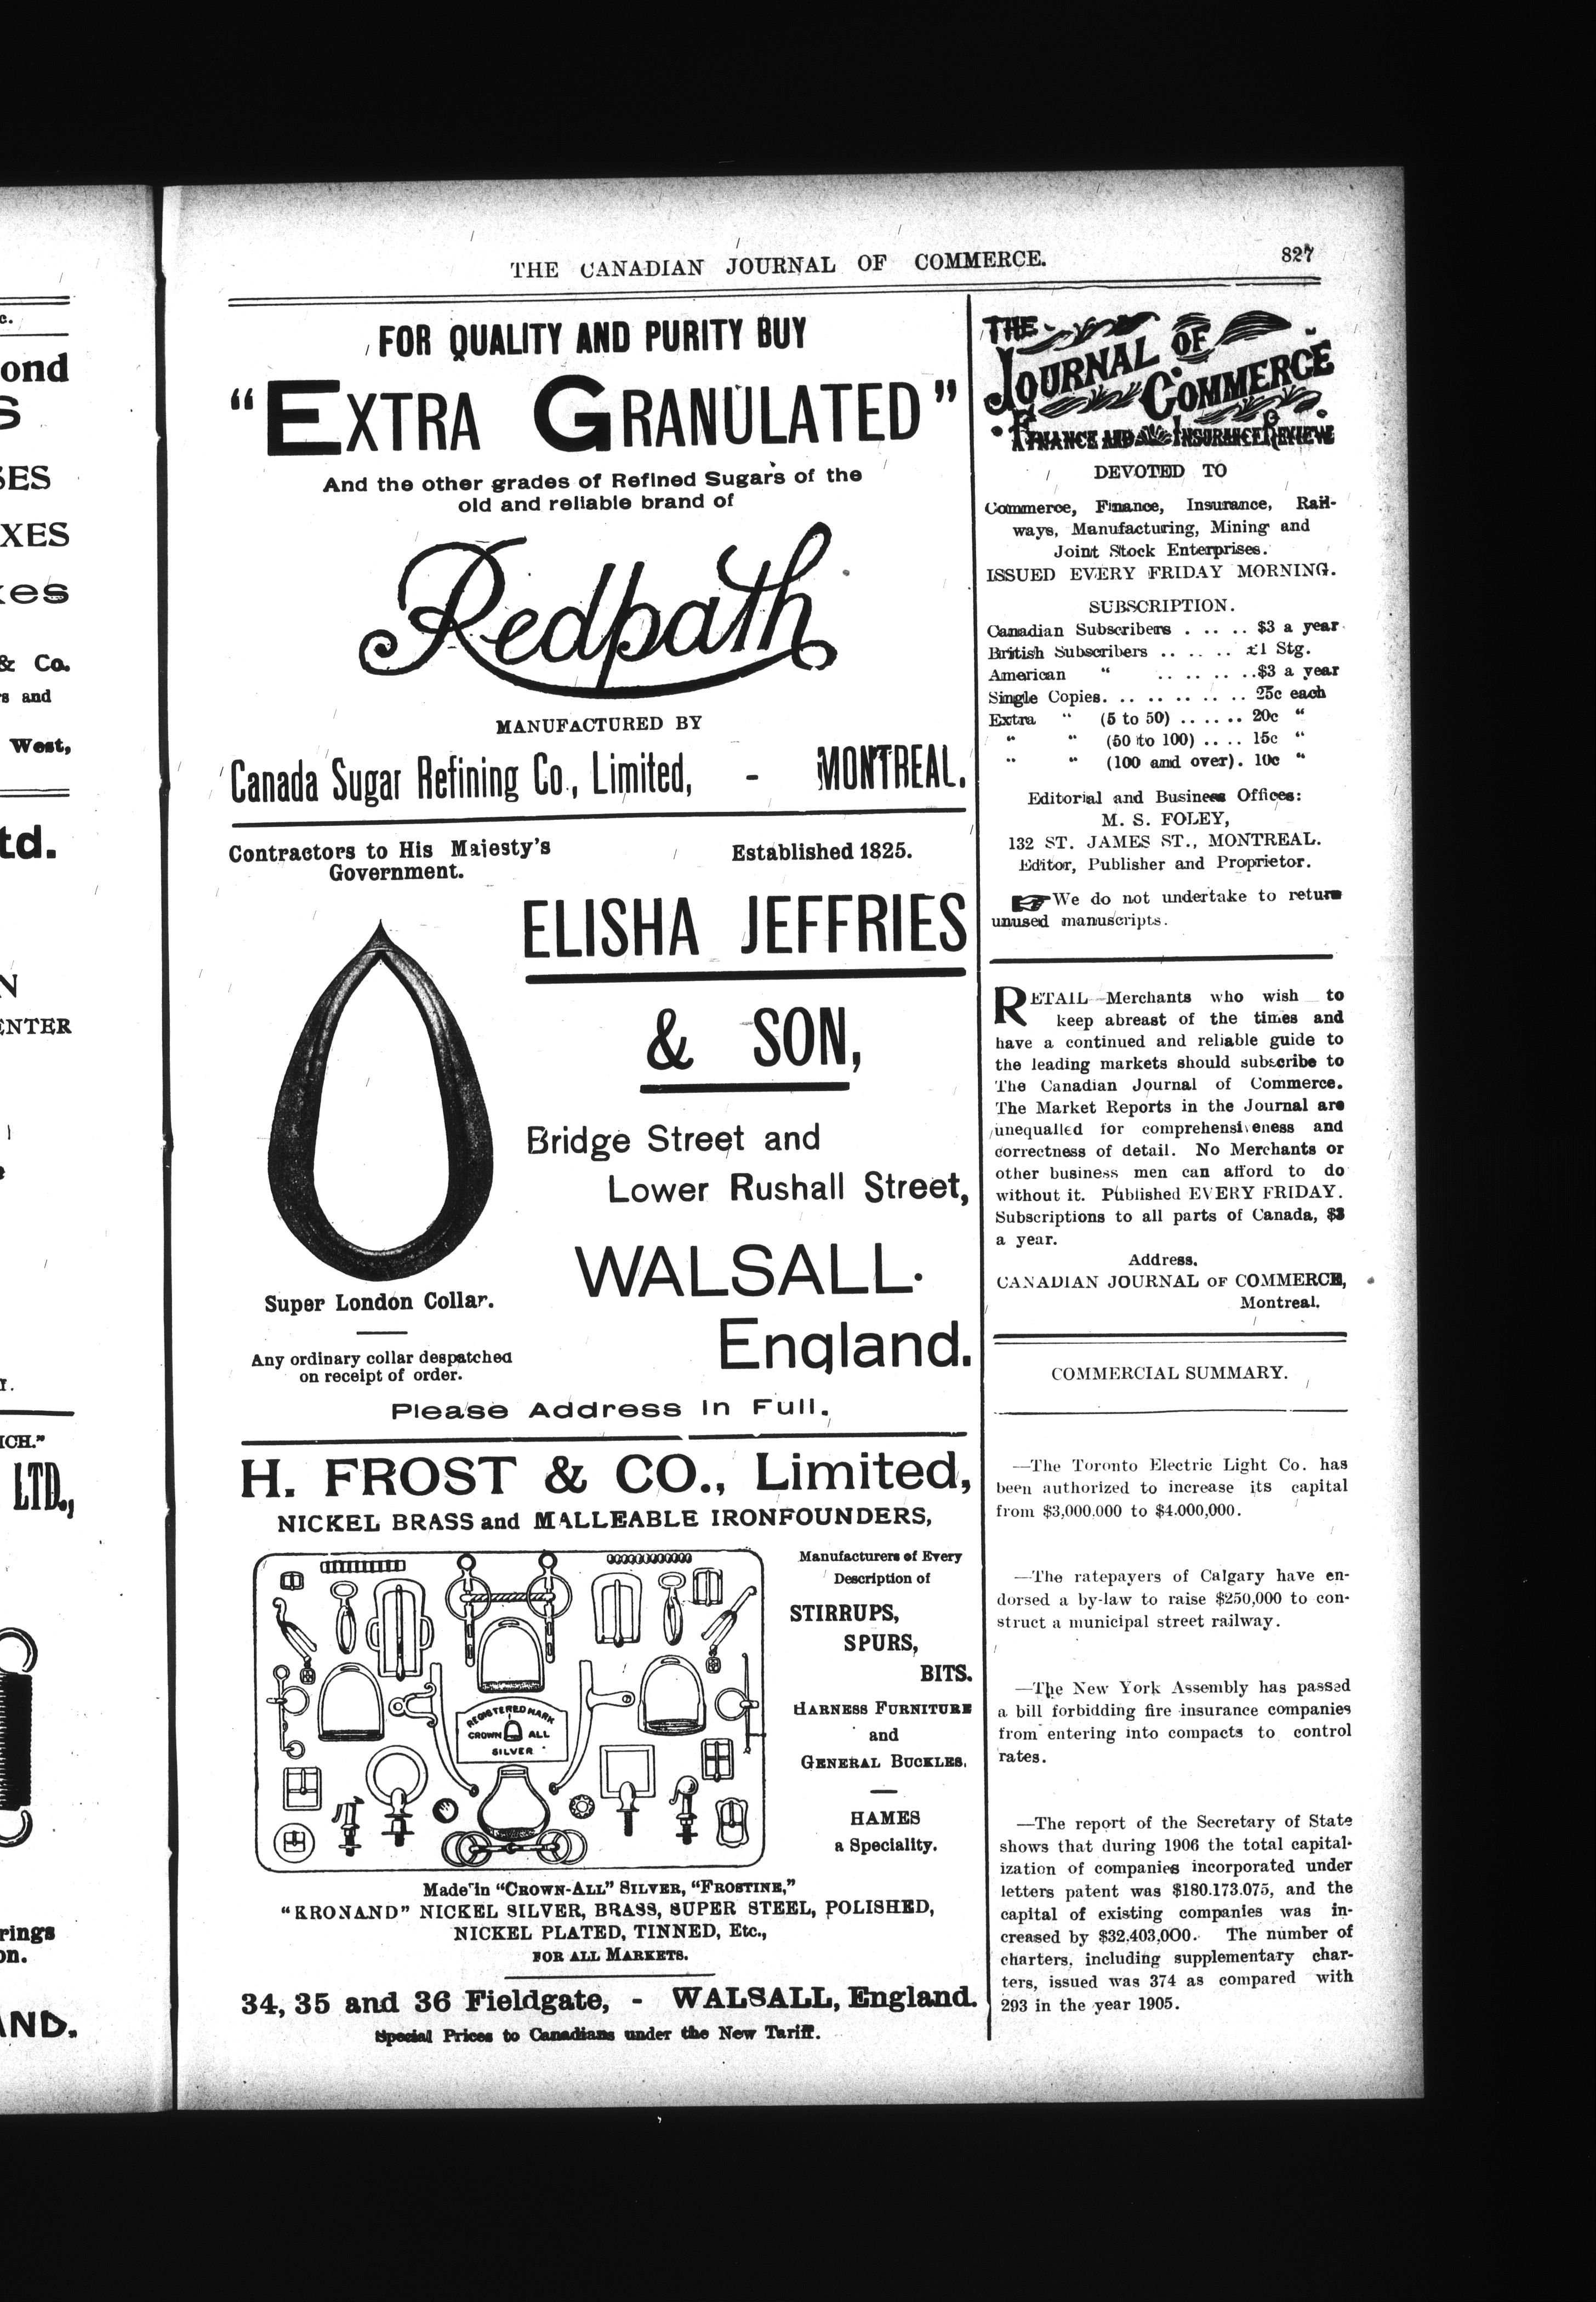 THE CANADIAN JOURNAL OF COMMERCE.
827
c.
ond
S
SES
XES
es
& Co.
s and
West,
td.
N
ENTER
ICH."
LTD.,
rings
on.
AND.
FOR QUALITY AND PURITY BUY
"EXTRA GRANULATED"
And the other grades of Refined Sugars of the
old and reliable brand of
Redpath
MANUFACTURED BY
Canada Sugar Refining Co., Limited, - MONTREAL.
Contractors to His Majesty's
Government.
Established 1825.
ELISHA JEFFRIES
& SON,
Bridge Street and
Lower Rushall Street,
WALSALL.
England.
Super London Collar.
Any ordinary collar despatched
on receipt of order.
Please Address in Full.
H. FROST & CO., Limited,
NICKEL BRASS and MALLEABLE IRONFOUNDERS,
REGISTERED MARK
CROWN ALL
SILVER
Manufacturers of Every
Description of
STIRRUPS,
SPURS,
BITS.
HARNESS FURNITURE
and
GENERAL BUCKLES.
HAMES
a Speciality.
Made in "CROWN-ALL" SILVER, "FROSTINE,"
"KRONAND" NICKEL SILVER, BRASS, SUPER STEEL, POLISHED,
NICKEL PLATED, TINNED, Etc.,
FOR ALL MARKETS.
34, 35 and 36 Fieldgate, - WALSALL, England.
Special Prices to Canadians under the New Tariff.
THE
JOURNAL OF
COMMERCE
FINANCE AND INSURANCE REVIEW
DEVOTED TO
Commerce, Finance, Insurance, Rail-
ways, Manufacturing, Mining and
Joint Stock Enterprises.
ISSUED EVERY FRIDAY MORNING.
SUBSCRIPTION.
Canadian Subscribers . .. .. $3 a year
British Subscribers .. .. .. £1 Stg.
American " .. .. .. ..$3 a year
Single Copies. .. .. .. .. .. 25c each
Extra " (5 to 50) .. .. .. 20c "
" " (50 to 100) .. .. 15c "
" " (100 and over). 10c "
Editorial and Business Offices:
M. S. FOLEY,
132 ST. JAMES ST., MONTREAL.
Editor, Publisher and Proprietor.
We do not undertake to return
unused manuscripts.
RETAIL Merchants who wish to
keep abreast of the times and
have a continued and reliable guide to
the leading markets should subscribe to
The Canadian Journal of Commerce.
The Market Reports in the Journal are
unequalled for comprehensiveness and
correctness of detail. No Merchants or
other business men can afford to do
without it. Published EVERY FRIDAY.
Subscriptions to all parts of Canada, $3
a year.
Address.
CANADIAN JOURNAL OF COMMERCE,
Montreal.
COMMERCIAL SUMMARY.
—The Toronto Electric Light Co. has
been authorized to increase its capital
from $3,000,000 to $4.000,000.
—The ratepayers of Calgary have en-
dorsed a by-law to raise $250,000 to con-
struct a municipal street railway.
—The New York Assembly has passed
a bill forbidding fire insurance companies
from entering into compacts to control
rates.
—The report of the Secretary of State
shows that during 1906 the total capital-
ization of companies incorporated under
letters patent was $180.173.075, and the
capital of existing companies was in-
creased by $32,403,000. The number of
charters, including supplementary char-
ters, issued was 374 as compared with
293 in the year 1905.